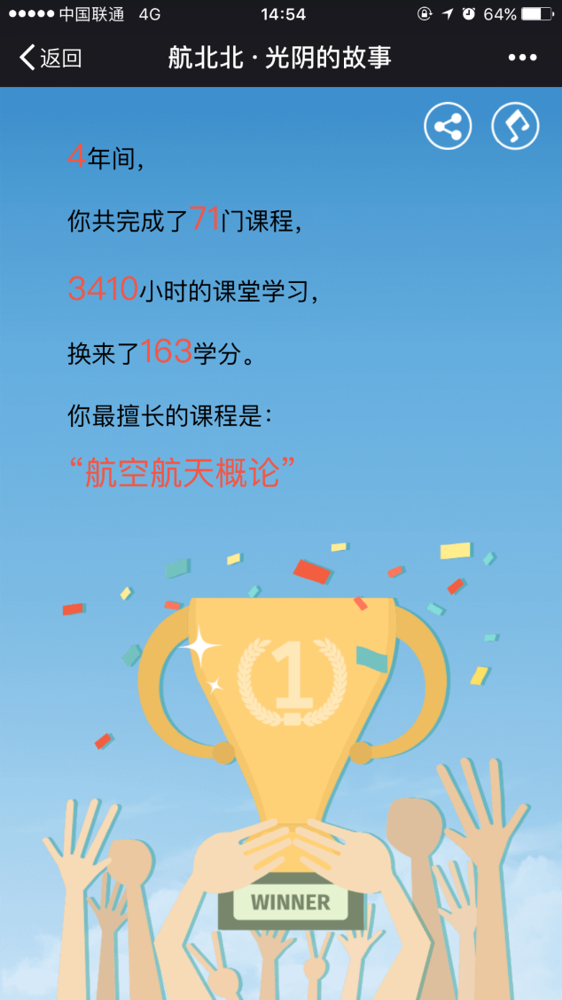 中国联通 4G 14:54 64%
返回 航北北 · 光阴的故事
4年间,
你共完成了71门课程,
3410小时的课堂学习,
换来了163学分。
你最擅长的课程是:
“航空航天概论”
1
WINNER